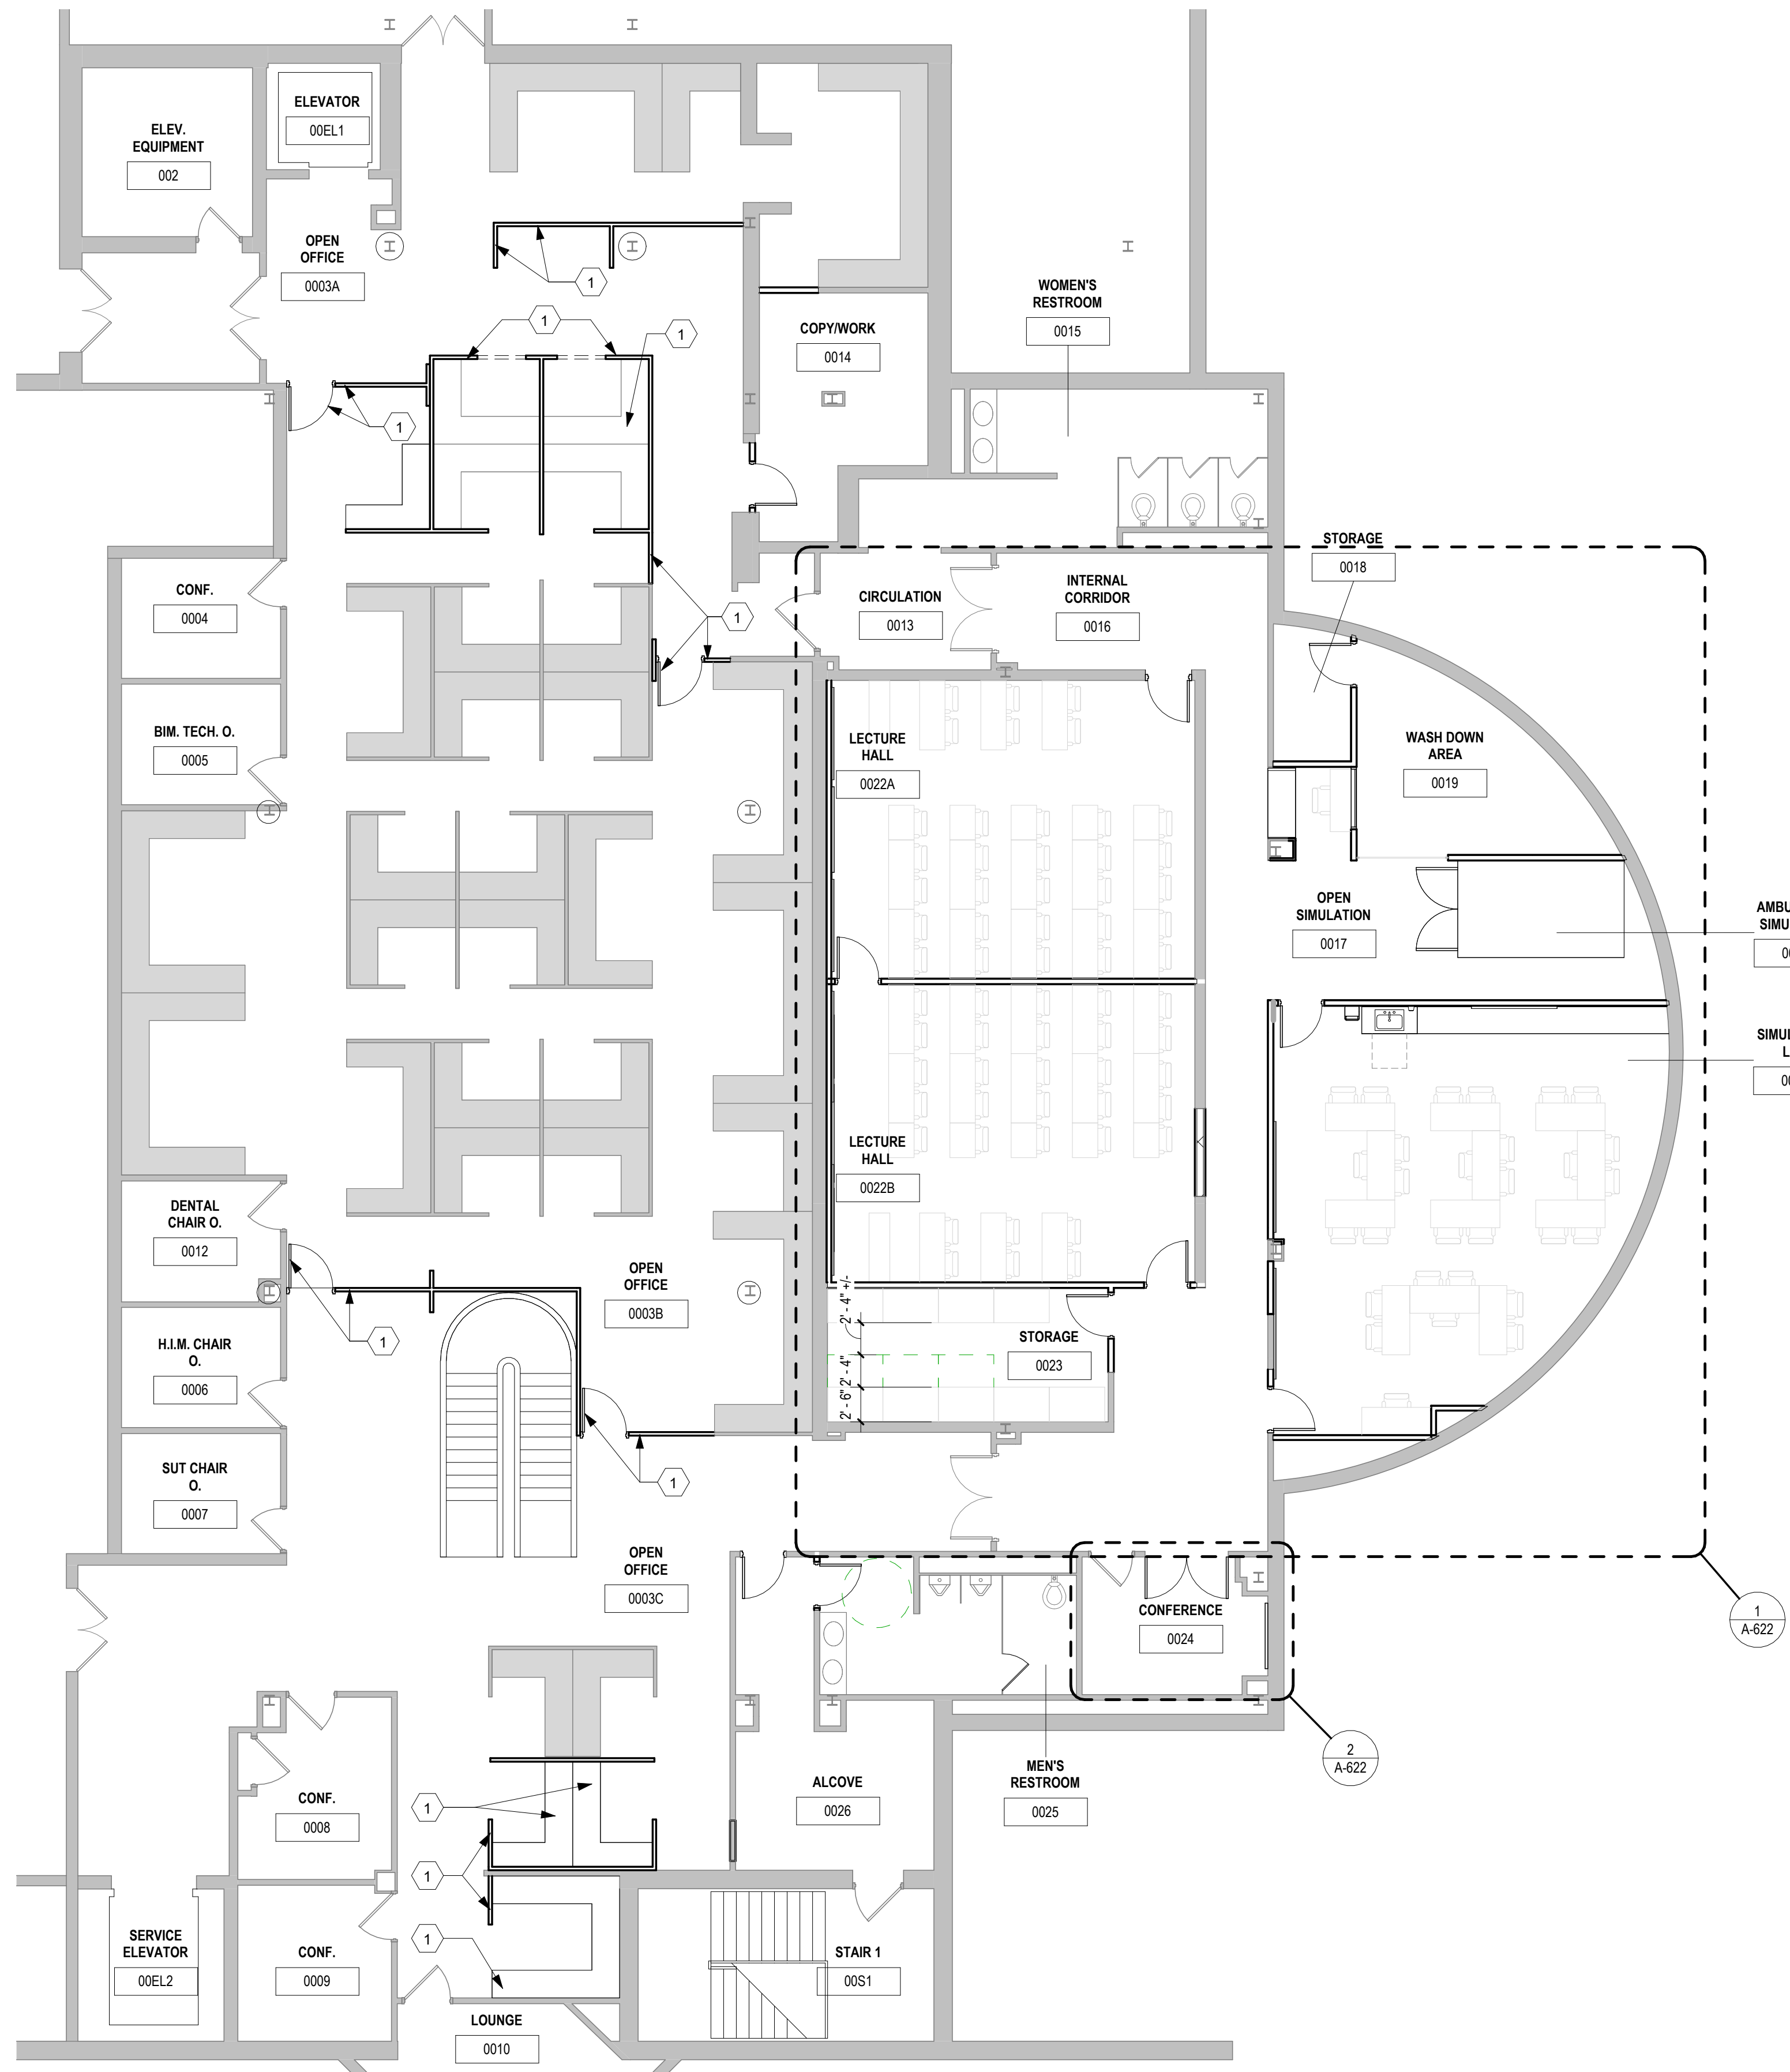 ELEVATOR
00EL1
ELEV.
EQUIPMENT
002
OPEN
OFFICE
0003A
1
1
1
1
COPY/WORK
0014
WOMEN'S
RESTROOM
0015
STORAGE
0018
CONF.
0004
CIRCULATION
0013
INTERNAL
CORRIDOR
0016
1
BIM. TECH. O.
0005
LECTURE
HALL
0022A
WASH DOWN
AREA
0019
OPEN
SIMULATION
0017
LECTURE
HALL
0022B
DENTAL
CHAIR O.
0012
OPEN
OFFICE
0003B
1
2' - 4" +/-
2' - 4"
2' - 6"
STORAGE
0023
H.I.M. CHAIR
O.
0006
SUT CHAIR
O.
0007
1
OPEN
OFFICE
0003C
CONFERENCE
0024
1
A-622
2
A-622
CONF.
0008
1
1
1
ALCOVE
0026
MEN'S
RESTROOM
0025
SERVICE
ELEVATOR
00EL2
CONF.
0009
STAIR 1
00S1
LOUNGE
0010